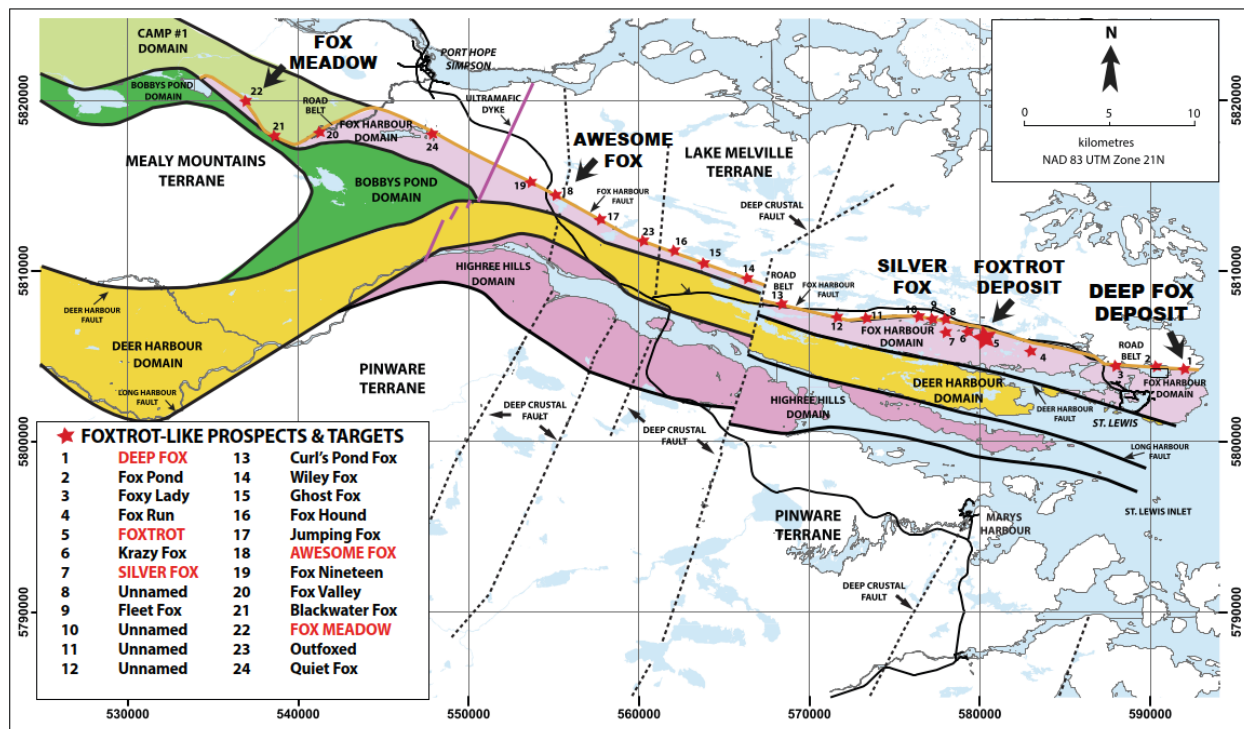 CAMP #1
DOMAIN
FOX
MEADOW
PORT HOPE
SIMPSON
N
0 5 10
kilometres
NAD 83 UTM Zone 21N
BOBBYS POND
DOMAIN
22
ROAD
BELT
21
20
FOX HARBOUR
DOMAIN
24
ULTRAMAFIC
DYKE
AWESOME
FOX
LAKE MELVILLE
TERRANE
MEALY MOUNTAINS
TERRANE
BOBBYS POND
DOMAIN
19
18
FOX HARBOUR
FAULT
17
DEEP CRUSTAL
FAULT
23
16
15
14
HIGHREE HILLS
DOMAIN
ROAD
BELT
13
FOX HARBOUR
FAULT
SILVER
FOX
FOXTROT
DEPOSIT
DEEP FOX
DEPOSIT
DEER HARBOUR
FAULT
12
11
10
9
8
FOX HARBOUR
DOMAIN
7
6
5
4
ROAD
BELT
3
2
1
FOX HARBOUR
DOMAIN
DEER HARBOUR
DOMAIN
LONG HARBOUR
FAULT
PINWARE
TERRANE
DEEP CRUSTAL
FAULT
DEEP CRUSTAL
FAULT
HIGHREE HILLS
DOMAIN
DEER HARBOUR
DOMAIN
DEER HARBOUR
FAULT
ST. LEWIS
LONG HARBOUR
FAULT
ST. LEWIS INLET
PINWARE
TERRANE
MARYS
HARBOUR
DEEP CRUSTAL
FAULT
FOXTROT-LIKE PROSPECTS & TARGETS
1 DEEP FOX 13 Curl's Pond Fox
2 Fox Pond 14 Wiley Fox
3 Foxy Lady 15 Ghost Fox
4 Fox Run 16 Fox Hound
5 FOXTROT 17 Jumping Fox
6 Krazy Fox 18 AWESOME FOX
7 SILVER FOX 19 Fox Nineteen
8 Unnamed 20 Fox Valley
9 Fleet Fox 21 Blackwater Fox
10 Unnamed 22 FOX MEADOW
11 Unnamed 23 Outfoxed
12 Unnamed 24 Quiet Fox
5820000
5810000
5800000
5820000
5810000
5800000
5790000
530000 540000 550000 560000 570000 580000 590000